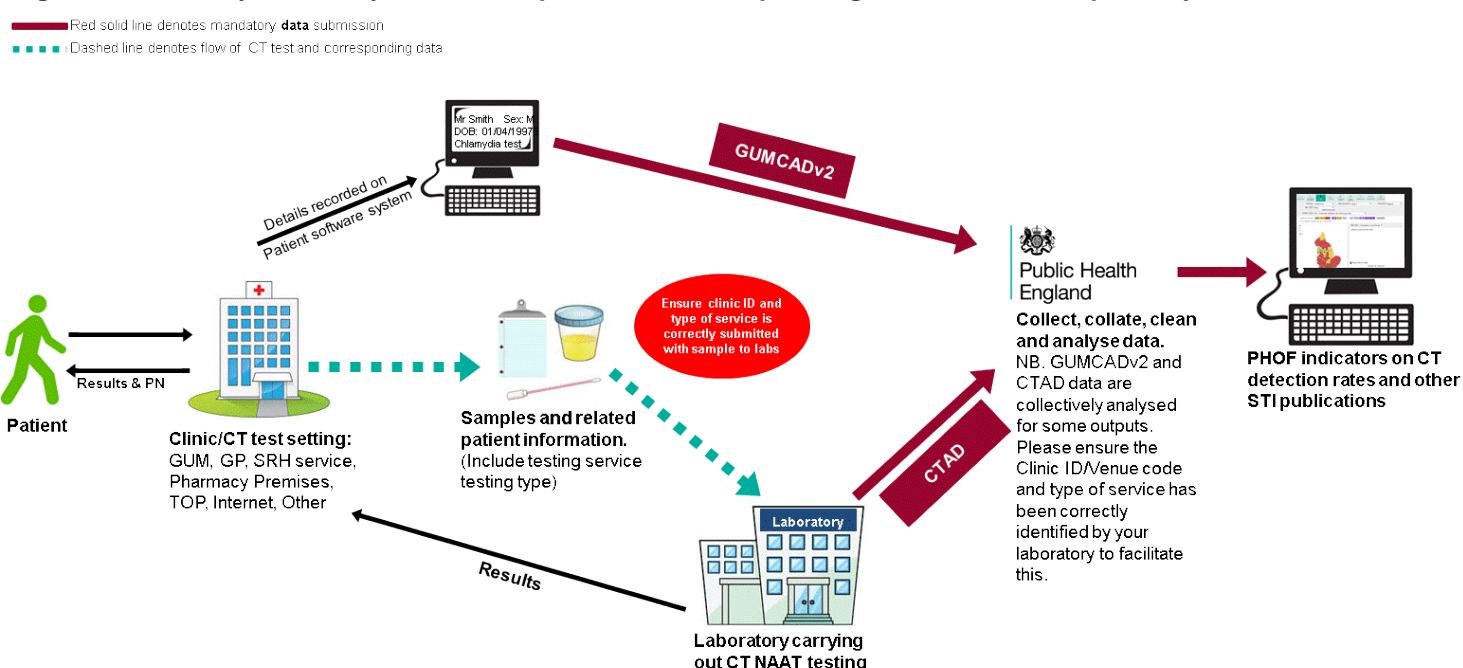 Red solid line denotes mandatory data submission
Dashed line denotes flow of CT test and corresponding data
Mr Smith Sex: M
DOB: 01/04/1997
Chlamydia test
GUMCADv2
Details recorded on
Patient software system
Public Health
England
Ensure clinic ID and
type of service is
correctly submitted
with sample to labs
Collect, collate, clean
and analyse data.
NB. GUMCADv2 and
CTAD data are
collectively analysed
for some outputs.
Please ensure the
Clinic ID/Venue code
and type of service has
been correctly
identified by your
laboratory to facilitate
this.
PHOF indicators on CT
detection rates and other
STI publications
Results & PN
Patient
Clinic/CT test setting:
GUM, GP, SRH service,
Pharmacy Premises,
TOP, Internet, Other
Samples and related
patient information.
(Include testing service
testing type)
CTAD
Laboratory
Results
Laboratory carrying
out CT NAAT testing